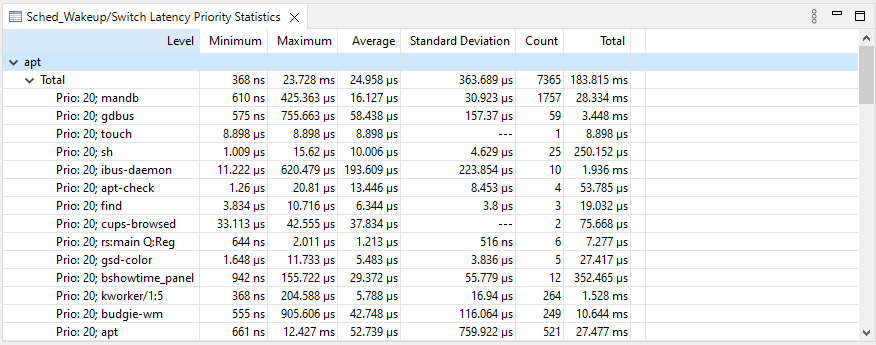 Sched_Wakeup/Switch Latency Priority Statistics
Level Minimum Maximum Average Standard Deviation Count Total
apt
Total 368 ns 23.728 ms 24.958 µs 363.689 µs 7365 183.815 ms
Prio: 20; mandb 610 ns 425.363 µs 16.127 µs 30.923 µs 1757 28.334 ms
Prio: 20; gdbus 575 ns 755.663 µs 58.438 µs 157.37 µs 59 3.448 ms
Prio: 20; touch 8.898 µs 8.898 µs 8.898 µs --- 1 8.898 µs
Prio: 20; sh 1.009 µs 15.62 µs 10.006 µs 4.629 µs 25 250.152 µs
Prio: 20; ibus-daemon 11.222 µs 620.479 µs 193.609 µs 223.854 µs 10 1.936 ms
Prio: 20; apt-check 1.26 µs 20.81 µs 13.446 µs 8.453 µs 4 53.785 µs
Prio: 20; find 3.834 µs 10.716 µs 6.344 µs 3.8 µs 3 19.032 µs
Prio: 20; cups-browsed 33.113 µs 42.555 µs 37.834 µs --- 2 75.668 µs
Prio: 20; rs:main Q:Reg 644 ns 2.011 µs 1.213 µs 516 ns 6 7.277 µs
Prio: 20; gsd-color 1.648 µs 11.733 µs 5.483 µs 3.836 µs 5 27.417 µs
Prio: 20; bshowtime_panel 942 ns 155.722 µs 29.372 µs 55.779 µs 12 352.465 µs
Prio: 20; kworker/1:5 368 ns 204.588 µs 5.788 µs 16.94 µs 264 1.528 ms
Prio: 20; budgie-wm 555 ns 905.606 µs 42.748 µs 116.064 µs 249 10.644 ms
Prio: 20; apt 661 ns 12.427 ms 52.739 µs 759.922 µs 521 27.477 ms